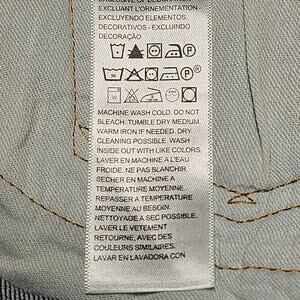 EXCLUSIVE OF DECORATION -
EXCLUANT L'ORNEMENTATION -
EXCLUYENDO ELEMENTOS
DECORATIVOS - EXCLUINDO
DECORAÇÃO
MACHINE WASH COLD. DO NOT
BLEACH. TUMBLE DRY MEDIUM
WARM IRON IF NEEDED. DRY
CLEANING POSSIBLE. WASH
INSIDE OUT WITH LIKE COLORS.
LAVER EN MACHINE A L'EAU
FROIDE. NE PAS BLANCHIR.
SECHER EN MACHINE A
TEMPERATURE MOYENNE.
REPASSER A TEMPERATURE
MOYENNE AU BESOIN.
NETTOYAGE A SEC POSSIBLE.
LAVER LE VETEMENT
RETOURNE, AVEC DES
COULEURS SIMILAIRES.
LAVAR EN LAVADORA CON